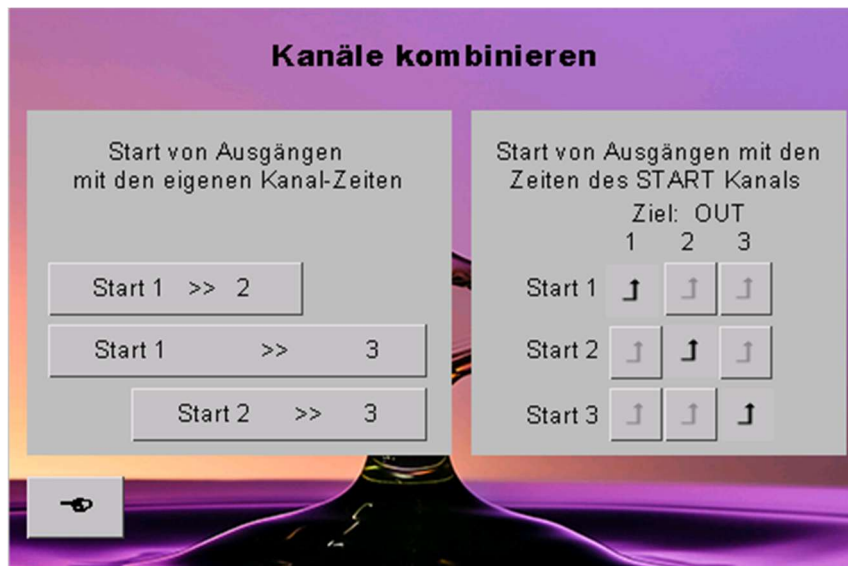 Kanäle kombinieren
Start von Ausgängen
mit den eigenen Kanal-Zeiten
Start 1 >> 2
Start 1 >> 3
Start 2 >> 3
Start von Ausgängen mit den
Zeiten des START Kanals
Ziel: OUT
1 2 3
Start 1
Start 2
Start 3